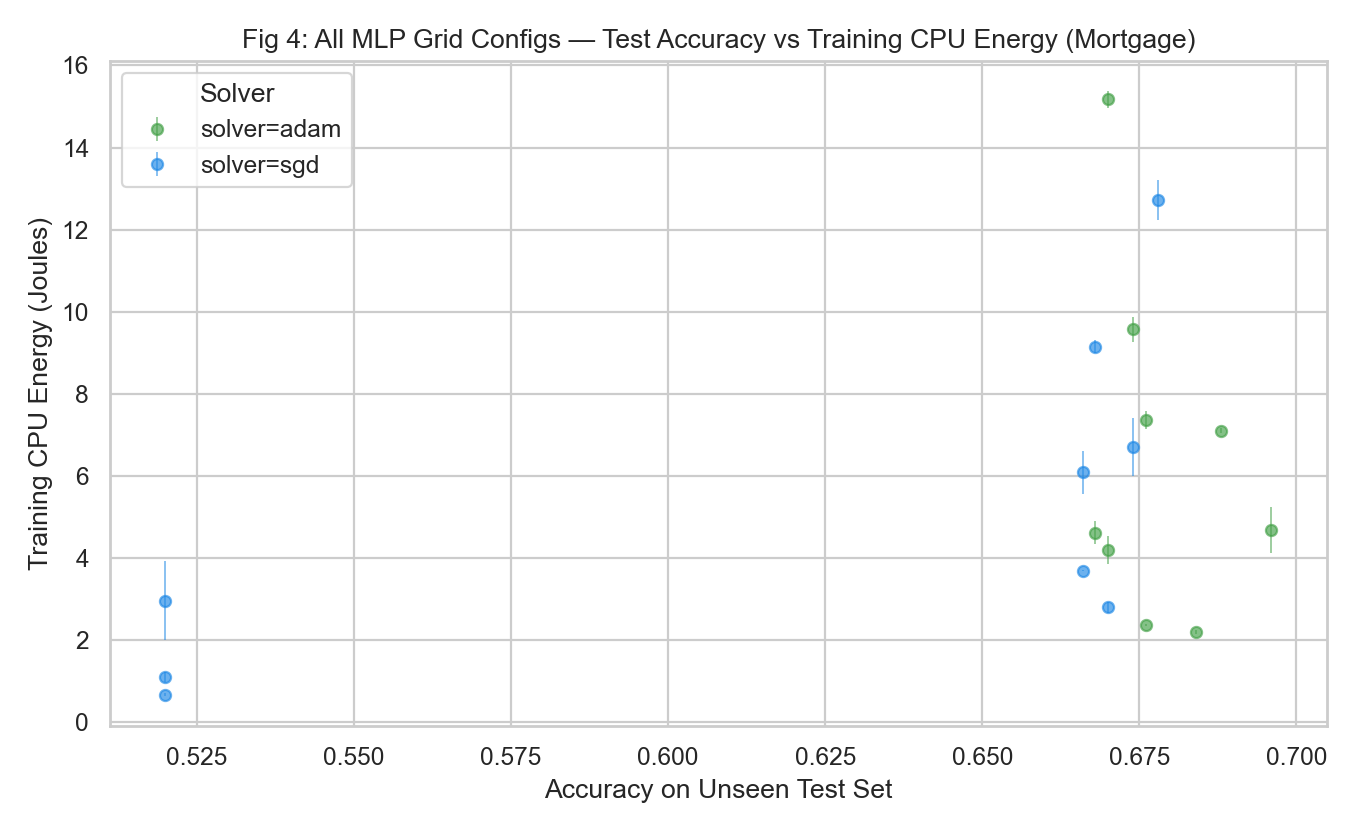 Fig 4: All MLP Grid Configs — Test Accuracy vs Training CPU Energy (Mortgage)
16
14
12
10
8
6
4
2
0
Training CPU Energy (Joules)
Solver
solver=adam
solver=sgd
0.525 0.550 0.575 0.600 0.625 0.650 0.675 0.700
Accuracy on Unseen Test Set